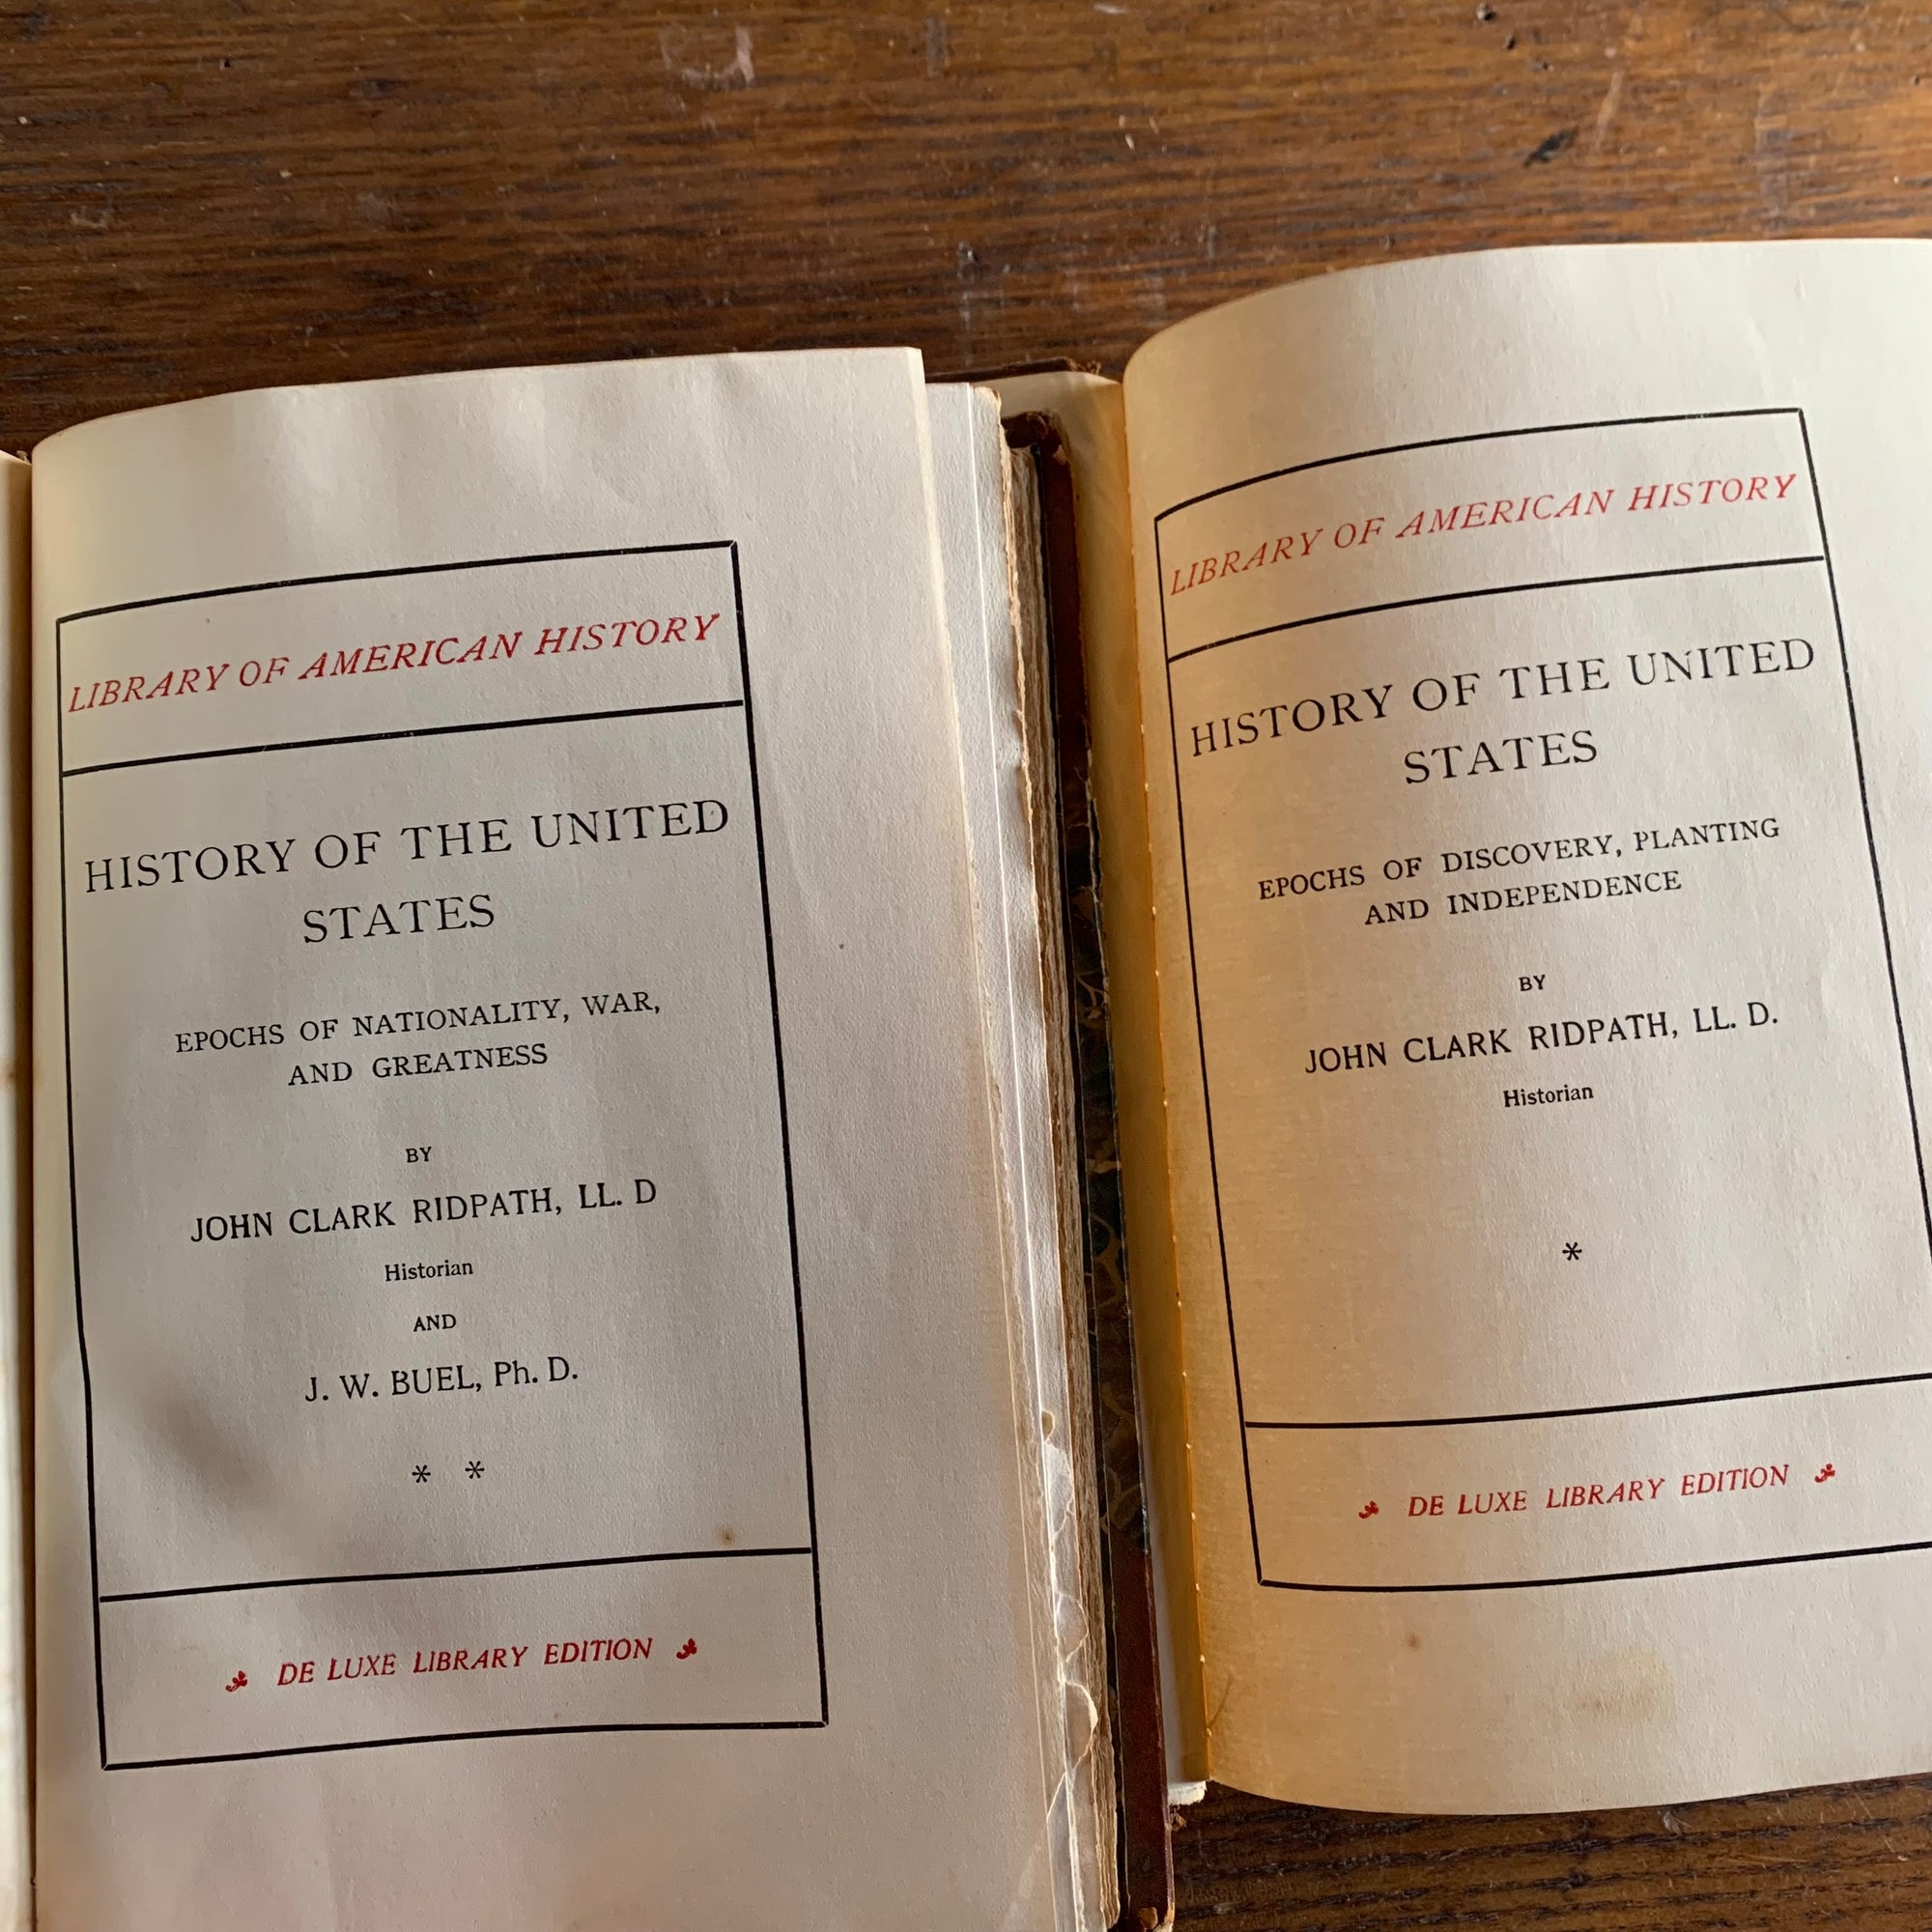 LIBRARY OF AMERICAN HISTORY
HISTORY OF THE UNITED
STATES
EPOCHS OF NATIONALITY, WAR,
AND GREATNESS
BY
JOHN CLARK RIDPATH, LL. D
Historian
AND
J. W. BUEL, Ph. D.
* *
DE LUXE LIBRARY EDITION
LIBRARY OF AMERICAN HISTORY
HISTORY OF THE UNITED
STATES
EPOCHS OF DISCOVERY, PLANTING
AND INDEPENDENCE
BY
JOHN CLARK RIDPATH, LL. D.
Historian
*
DE LUXE LIBRARY EDITION